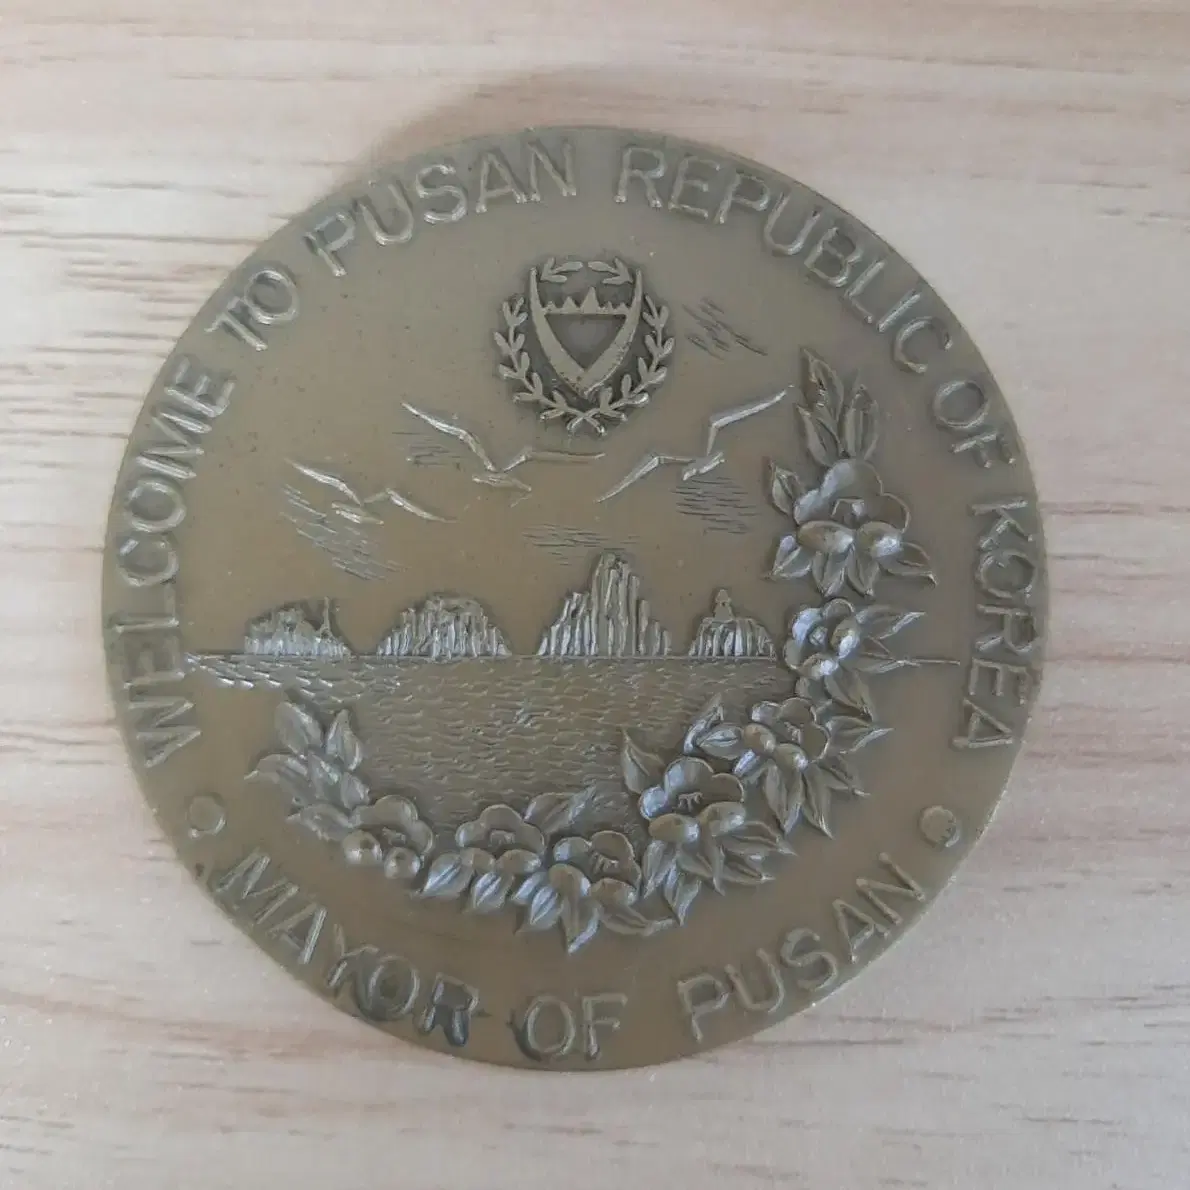 WELCOME TO PUSAN REPUBLIC OF KOREA
MAYOR OF PUSAN